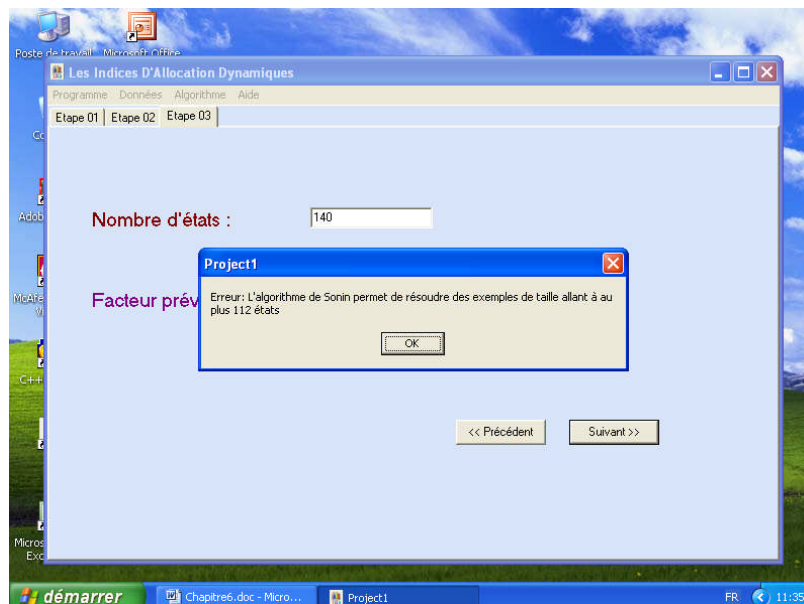 Poste de travail Microsoft Office
Les Indices D'Allocation Dynamiques
Programme Données Algorithme Aide
Etape 01 Etape 02 Etape 03
Nombre d'états :
140
Project1
Facteur prév
Erreur: L'algorithme de Sonin permet de résoudre des exemples de taille allant à au
plus 112 états
OK
<< Précédent
Suivant >>
démarrer
Chapitre6.doc - Micro...
Project1
FR
11:35